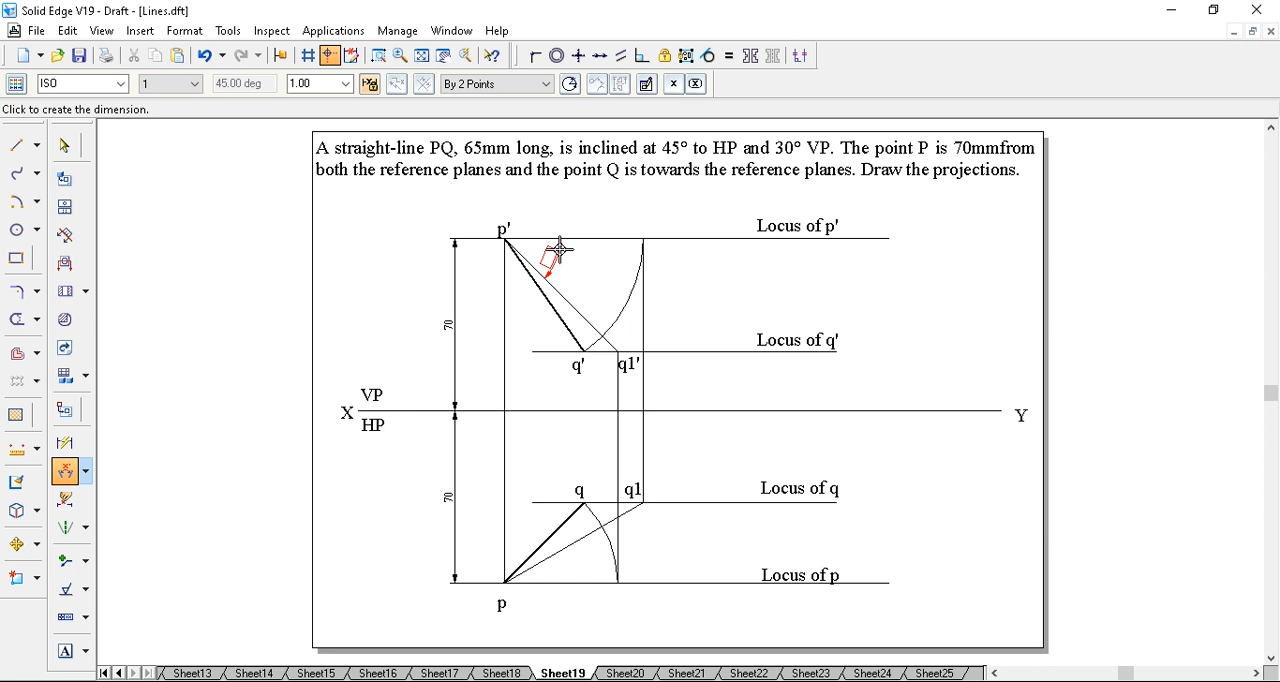 Solid Edge V19 - Draft - [Lines.dft]
File Edit View Insert Format Tools Inspect Applications Manage Window Help
ISO 1 45.00 deg 1.00 By 2 Points
Click to create the dimension.
A straight-line PQ, 65mm long, is inclined at 45° to HP and 30° VP. The point P is 70mmfrom
both the reference planes and the point Q is towards the reference planes. Draw the projections.
p' Locus of p'
70
Locus of q'
q' q1'
VP
X Y
HP
q q1 Locus of q
70
Locus of p
p
Sheet13 Sheet14 Sheet15 Sheet16 Sheet17 Sheet18 Sheet19 Sheet20 Sheet21 Sheet22 Sheet23 Sheet24 Sheet25